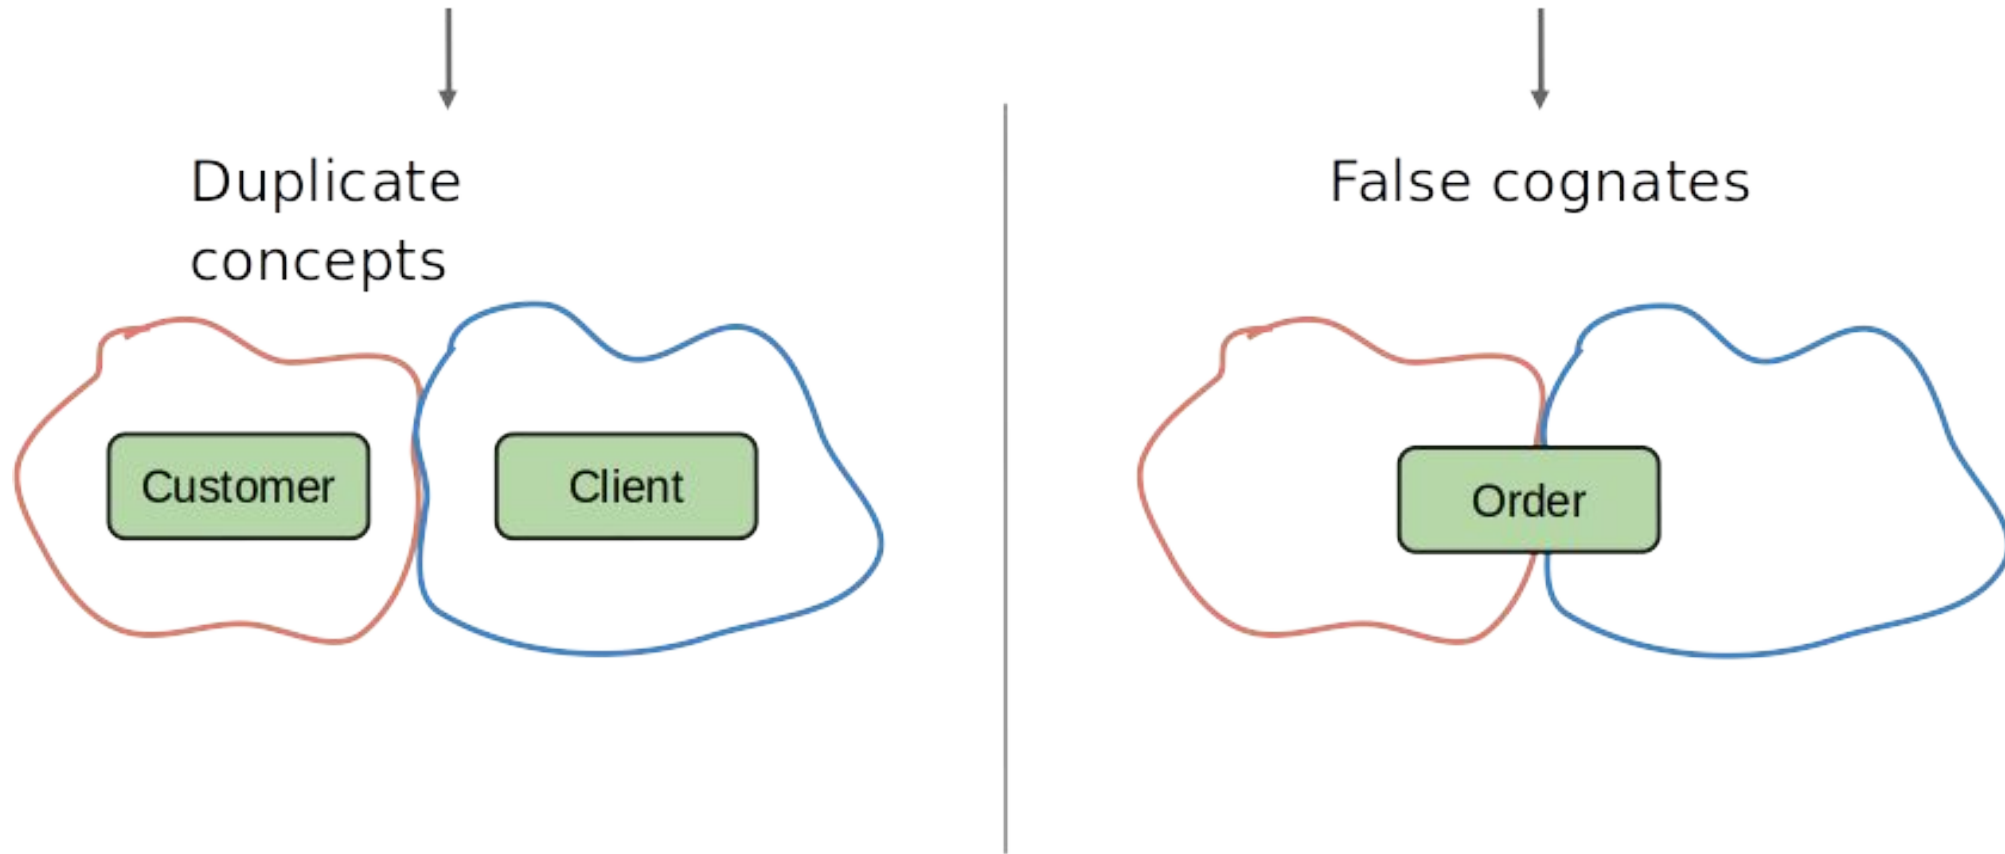 Duplicate
concepts
Customer
Client
False cognates
Order